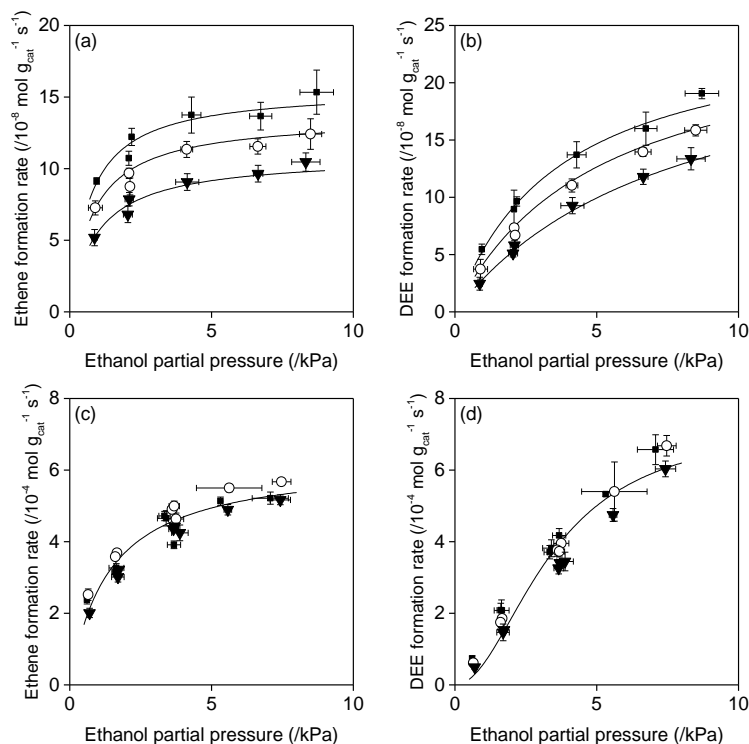 (a)
Ethene formation rate (/10⁻⁸ mol g_cat⁻¹ s⁻¹)
20
15
10
5
0
0 5 10
Ethanol partial pressure (/kPa)
(b)
DEE formation rate (/10⁻⁸ mol g_cat⁻¹ s⁻¹)
25
20
15
10
5
0
0 5 10
Ethanol partial pressure (/kPa)
(c)
Ethene formation rate (/10⁻⁴ mol g_cat⁻¹ s⁻¹)
8
6
4
2
0
0 5 10
Ethanol partial pressure (/kPa)
(d)
DEE formation rate (/10⁻⁴ mol g_cat⁻¹ s⁻¹)
8
6
4
2
0
0 5 10
Ethanol partial pressure (/kPa)